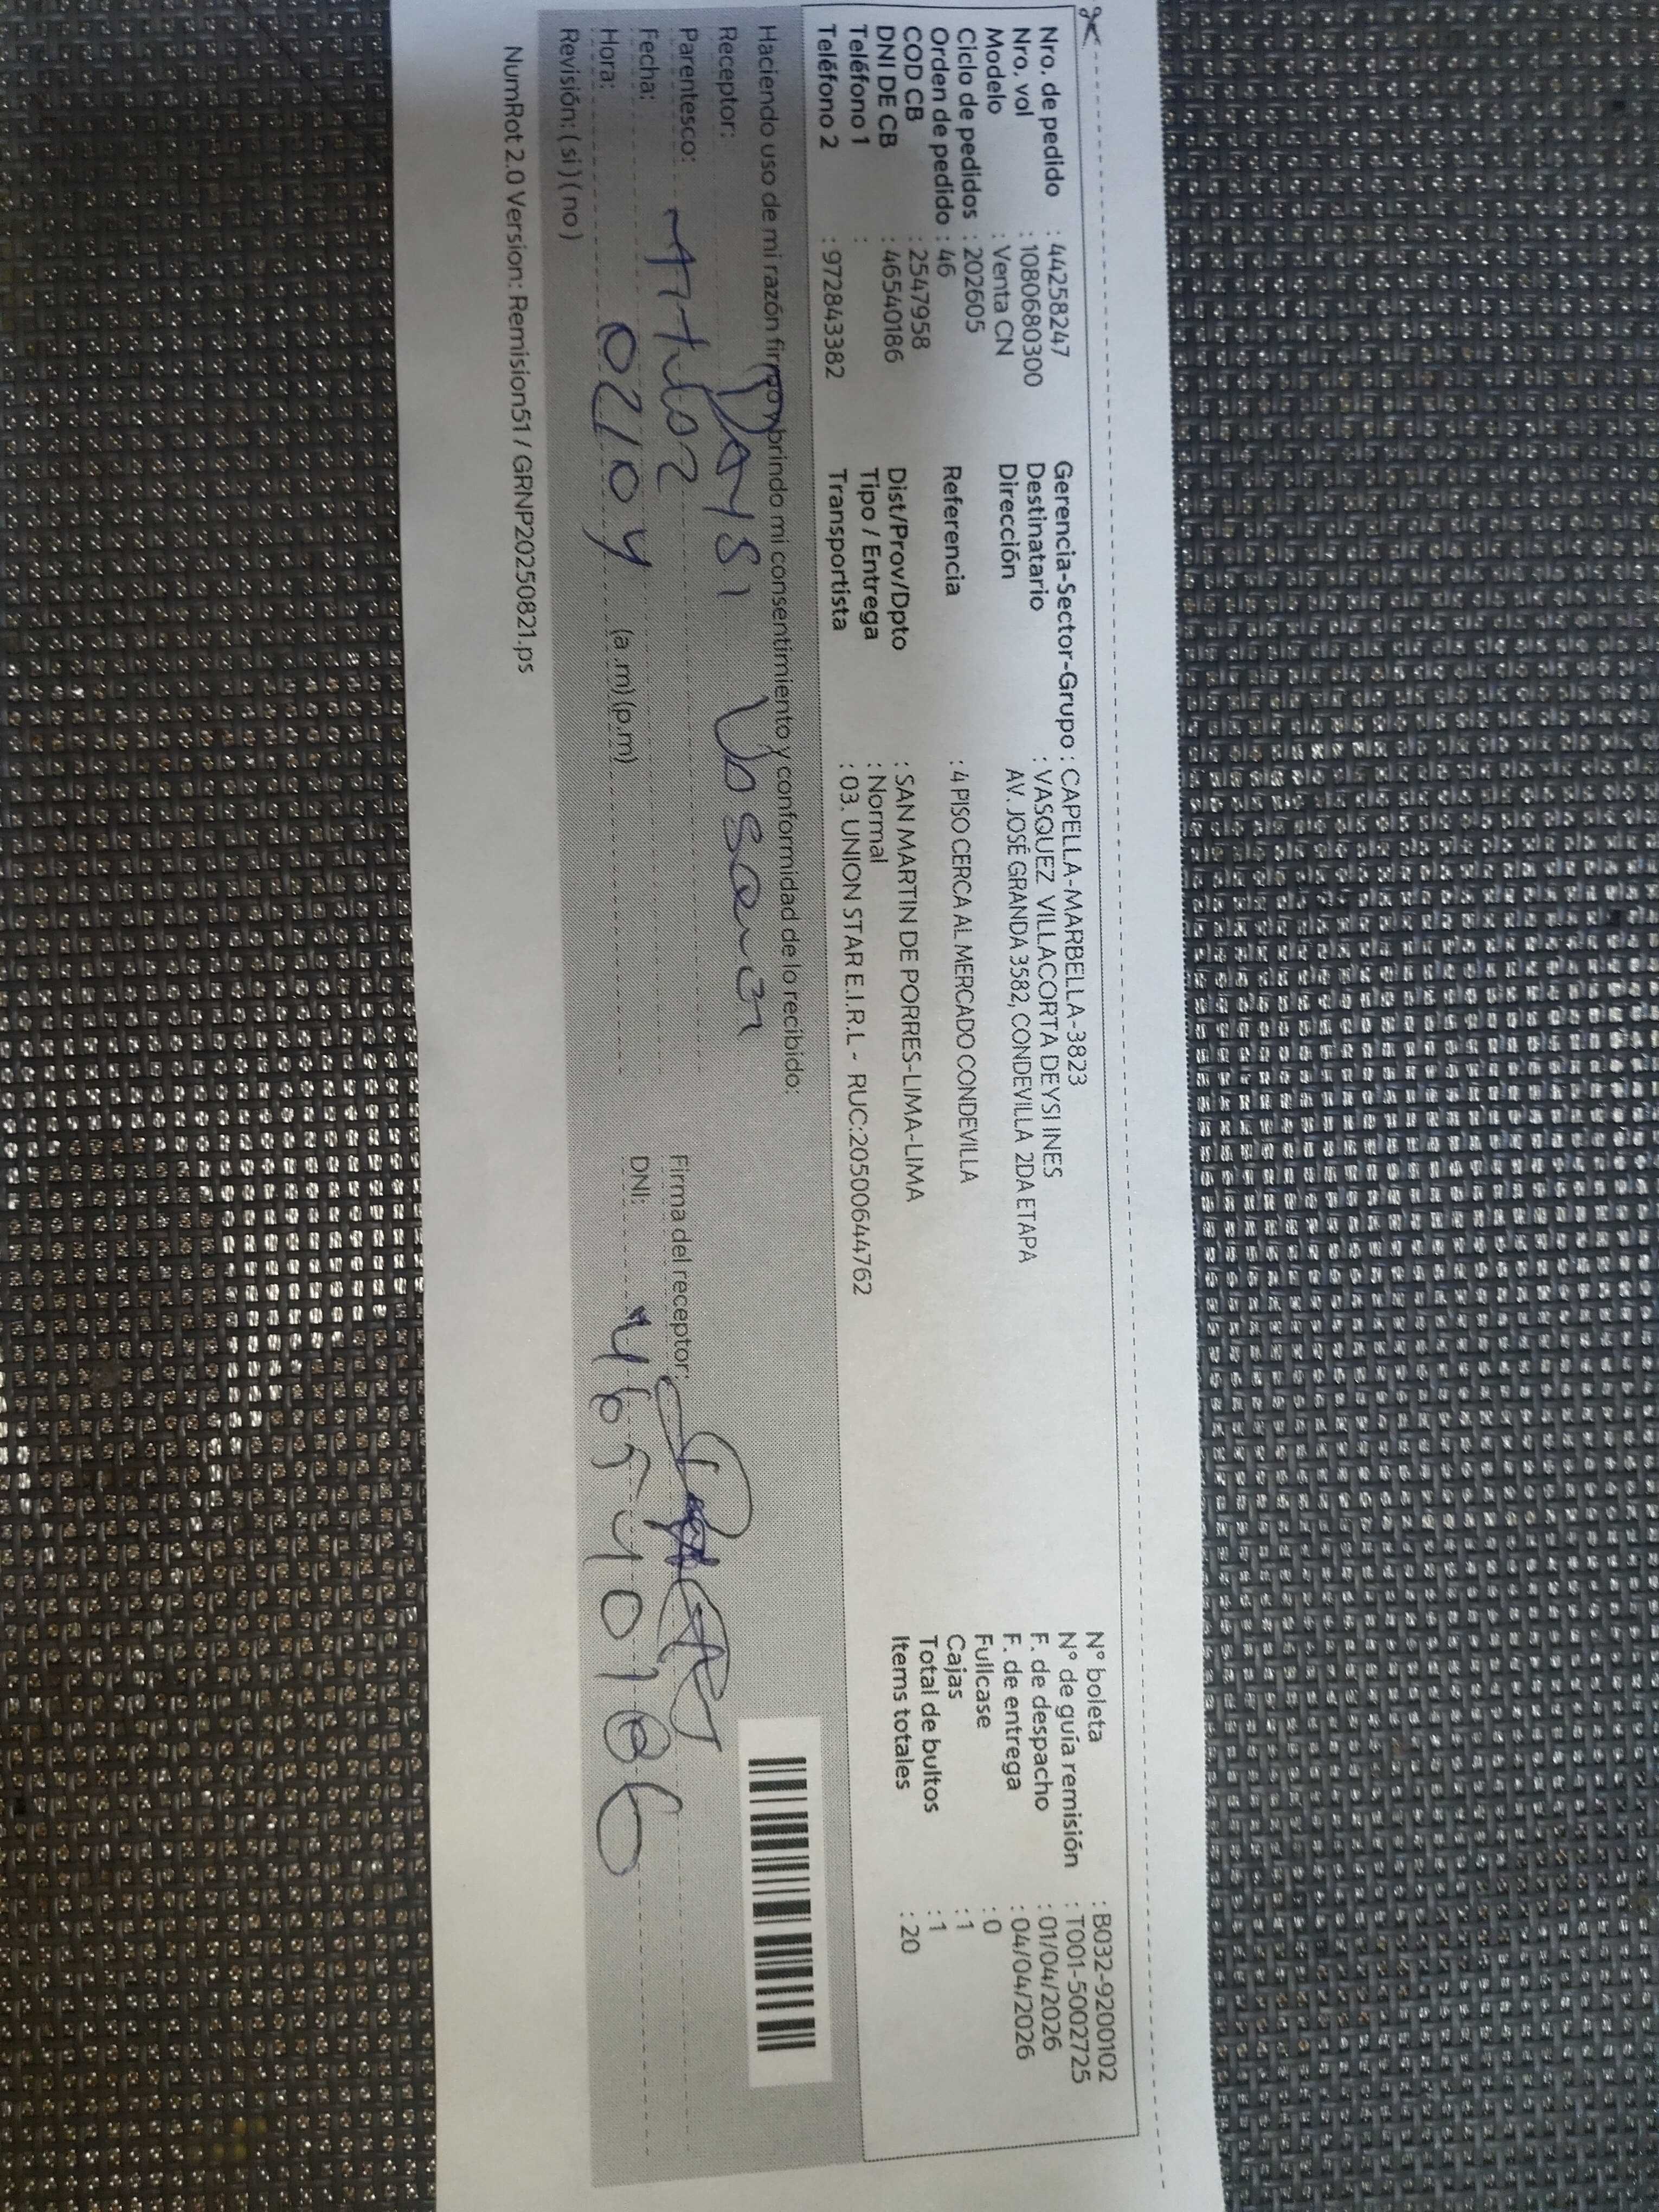 Nro. de pedido : 44258247
Nro. vol : 1080680300
Modelo : Venta CN
Ciclo de pedidos : 202605
Orden de pedido : 46
COD CB : 2547958
DNI DE CB : 46540186
Teléfono 1 :
Teléfono 2 : 972843382
Gerencia-Sector-Grupo : CAPELLA-MARBELLA-3823
Destinatario : VASQUEZ VILLACORTA DEYSI INES
Dirección AV. JOSÉ GRANDA 3582, CONDEVILLA 2DA ETAPA
Referencia : 4 PISO CERCA AL MERCADO CONDEVILLA
Dist/Prov/Dpto : SAN MARTIN DE PORRES-LIMA-LIMA
Tipo / Entrega : Normal
Transportista : 03. UNION STAR E.I.R.L - RUC:20500644762
N° boleta : B032-9200102
N° de guía remisión : T001-5002725
F. de despacho : 01/04/2026
F. de entrega : 04/04/2026
Fullcase : 0
Cajas : 1
Total de bultos : 1
Items totales : 20
Haciendo uso de mi razón firmo y brindo mi consentimiento y conformidad de lo recibido:
Receptor: DAYSI
Parentesco:
Fecha: 02/04
Hora: (a.m) (p.m)
Revisión: ( si ) ( no )
Firma del receptor:
DNI: 46540186
NumRot 2.0 Version: Remision51 / GRNP20250821.ps